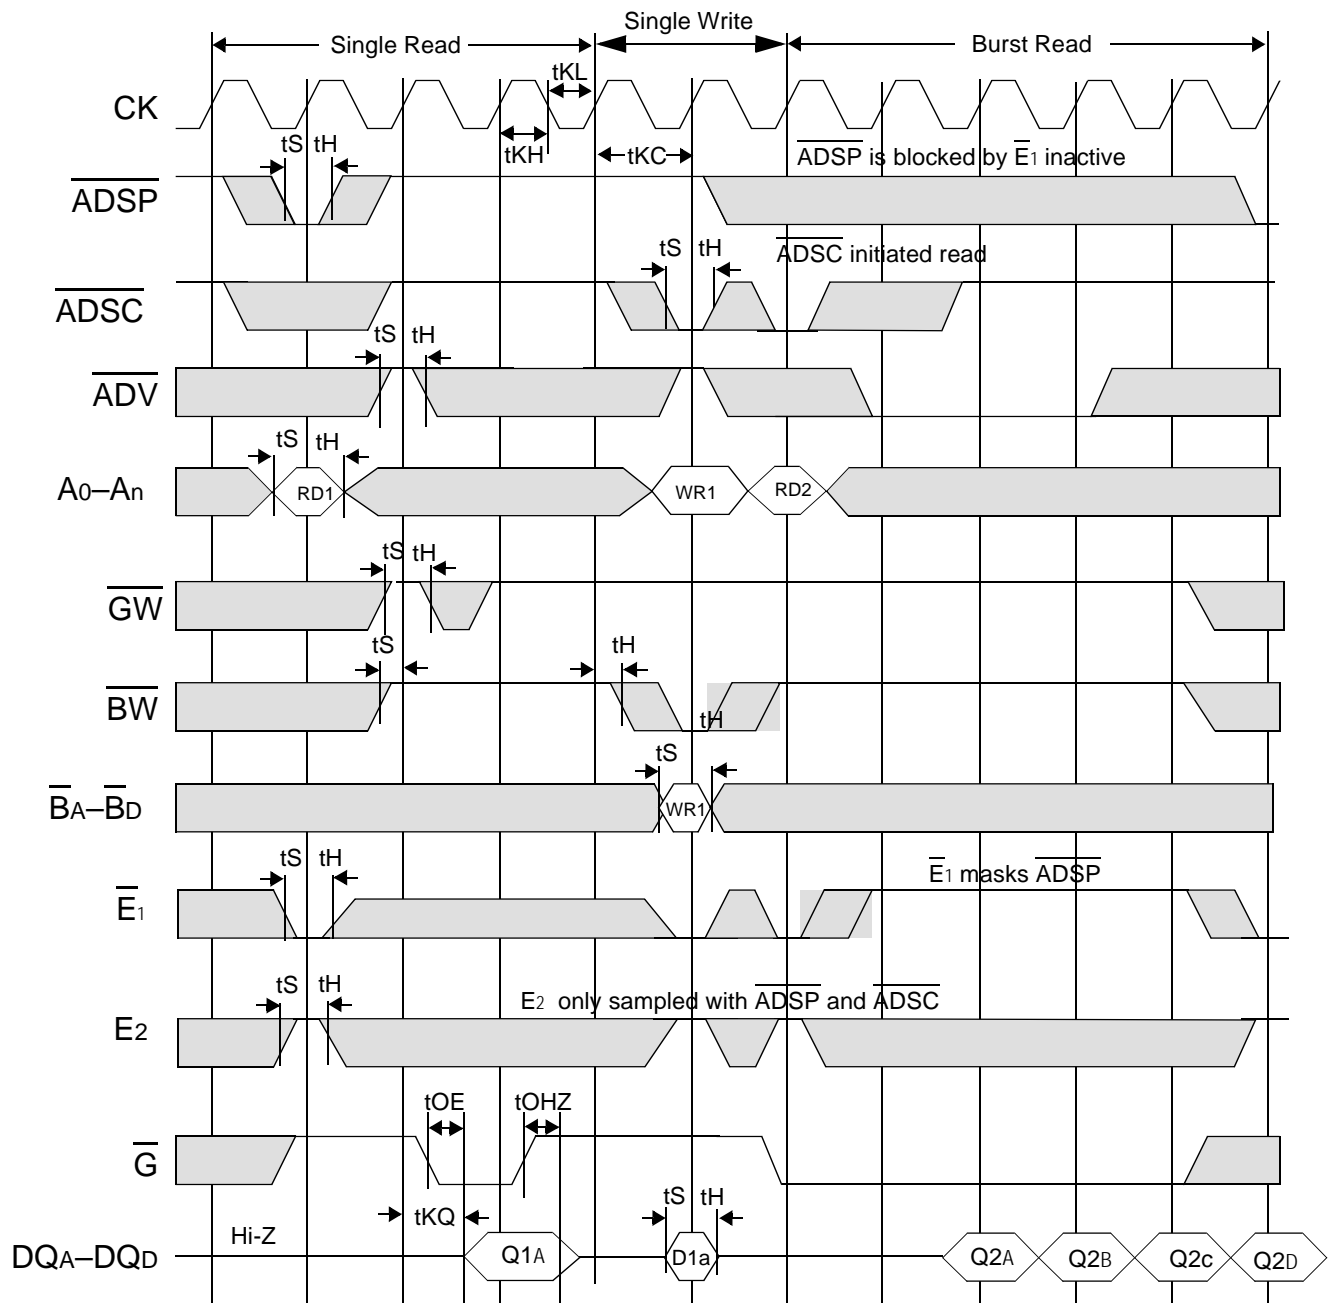 Single Read
Single Write
Burst Read
CK
tKL
tKH
tKC
tS tH
ADSP
ADSP is blocked by E1 inactive
tS tH
ADSC initiated read
ADSC
tS tH
ADV
tS tH
A0–An
RD1
WR1
RD2
tS tH
GW
tS
tH
BW
tH
tS
BA–BD
WR1
tS tH
E1 masks ADSP
E1
tS tH
E2 only sampled with ADSP and ADSC
E2
tOE
tOHZ
G
tS tH
tKQ
Hi-Z
DQA–DQD
Q1A
D1a
Q2A
Q2B
Q2c
Q2D